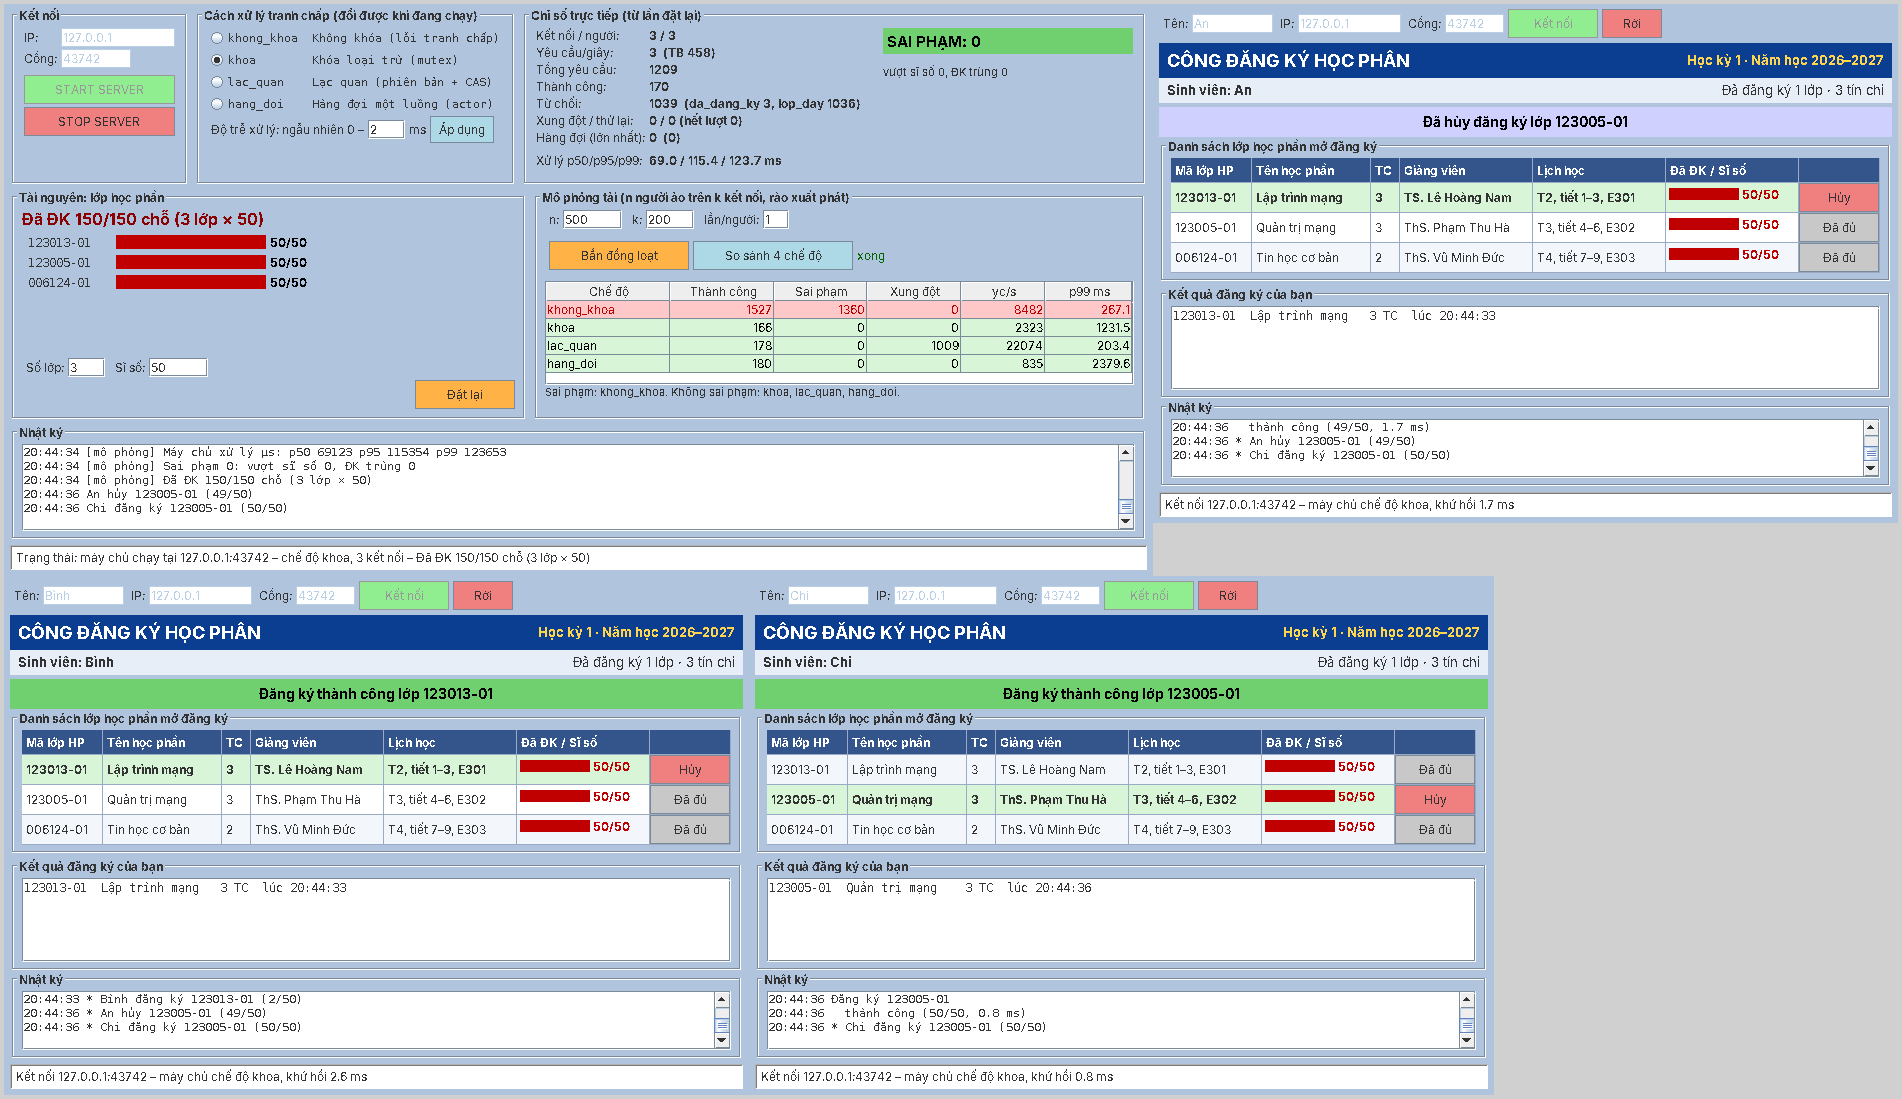 Kết nối
IP: 127.0.0.1
Cổng: 43742
START SERVER
STOP SERVER
Cách xử lý tranh chấp (đổi được khi đang chạy)
khong_khoa Không khóa (lỗi tranh chấp)
khoa Khóa loại trừ (mutex)
lac_quan Lạc quan (phiên bản + CAS)
hang_doi Hàng đợi một luồng (actor)
Độ trễ xử lý: ngẫu nhiên 0 – 2 ms Áp dụng
Chỉ số trực tiếp (từ lần đặt lại)
Kết nối / người: 3 / 3
Yêu cầu/giây: 3 (TB 458)
Tổng yêu cầu: 1209
Thành công: 170
Từ chối: 1039 (da_dang_ky 3, lop_day 1036)
Xung đột / thử lại: 0 / 0 (hết lượt 0)
Hàng đợi (lớn nhất): 0 (0)
Xử lý p50/p95/p99: 69.0 / 115.4 / 123.7 ms
SAI PHẠM: 0
vượt sĩ số 0, ĐK trùng 0
Tài nguyên: lớp học phần
Đã ĐK 150/150 chỗ (3 lớp × 50)
123013-01 50/50
123005-01 50/50
006124-01 50/50
Số lớp: 3 Sĩ số: 50
Đặt lại
Mô phỏng tải (n người ảo trên k kết nối, rào xuất phát)
n: 500 k: 200 lần/người: 1
Bắn đồng loạt So sánh 4 chế độ xong
Chế độ Thành công Sai phạm Xung đột yc/s p99 ms
khong_khoa 1527 1360 0 8482 267.1
khoa 166 0 0 2323 1231.5
lac_quan 178 0 1009 22074 203.4
hang_doi 180 0 0 835 2379.6
Sai phạm: khong_khoa. Không sai phạm: khoa, lac_quan, hang_doi.
Nhật ký
20:44:34 [mô phỏng] Máy chủ xử lý µs: p50 69123 p95 115354 p99 123653
20:44:34 [mô phỏng] Sai phạm 0: vượt sĩ số 0, ĐK trùng 0
20:44:34 [mô phỏng] Đã ĐK 150/150 chỗ (3 lớp × 50)
20:44:36 An hủy 123005-01 (49/50)
20:44:36 Chi đăng ký 123005-01 (50/50)
Trạng thái: máy chủ chạy tại 127.0.0.1:43742 – chế độ khoa, 3 kết nối – Đã ĐK 150/150 chỗ (3 lớp × 50)
Tên: An IP: 127.0.0.1 Cổng: 43742 Kết nối Rời
CỔNG ĐĂNG KÝ HỌC PHẦN Học kỳ 1 · Năm học 2026–2027
Sinh viên: An Đã đăng ký 1 lớp · 3 tín chỉ
Đã hủy đăng ký lớp 123005-01
Danh sách lớp học phần mở đăng ký
Mã lớp HP Tên học phần TC Giảng viên Lịch học Đã ĐK / Sĩ số
123013-01 Lập trình mạng 3 TS. Lê Hoàng Nam T2, tiết 1–3, E301 50/50 Hủy
123005-01 Quản trị mạng 3 ThS. Phạm Thu Hà T3, tiết 4–6, E302 50/50 Đã đủ
006124-01 Tin học cơ bản 2 ThS. Vũ Minh Đức T4, tiết 7–9, E303 50/50 Đã đủ
Kết quả đăng ký của bạn
123013-01 Lập trình mạng 3 TC lúc 20:44:33
Nhật ký
20:44:36 thành công (49/50, 1.7 ms)
20:44:36 * An hủy 123005-01 (49/50)
20:44:36 * Chi đăng ký 123005-01 (50/50)
Kết nối 127.0.0.1:43742 – máy chủ chế độ khoa, khứ hồi 1.7 ms
Tên: Bình IP: 127.0.0.1 Cổng: 43742 Kết nối Rời
CỔNG ĐĂNG KÝ HỌC PHẦN Học kỳ 1 · Năm học 2026–2027
Sinh viên: Bình Đã đăng ký 1 lớp · 3 tín chỉ
Đăng ký thành công lớp 123013-01
Danh sách lớp học phần mở đăng ký
Mã lớp HP Tên học phần TC Giảng viên Lịch học Đã ĐK / Sĩ số
123013-01 Lập trình mạng 3 TS. Lê Hoàng Nam T2, tiết 1–3, E301 50/50 Hủy
123005-01 Quản trị mạng 3 ThS. Phạm Thu Hà T3, tiết 4–6, E302 50/50 Đã đủ
006124-01 Tin học cơ bản 2 ThS. Vũ Minh Đức T4, tiết 7–9, E303 50/50 Đã đủ
Kết quả đăng ký của bạn
123013-01 Lập trình mạng 3 TC lúc 20:44:33
Nhật ký
20:44:33 * Bình đăng ký 123013-01 (2/50)
20:44:36 * An hủy 123005-01 (49/50)
20:44:36 * Chi đăng ký 123005-01 (50/50)
Kết nối 127.0.0.1:43742 – máy chủ chế độ khoa, khứ hồi 2.6 ms
Tên: Chi IP: 127.0.0.1 Cổng: 43742 Kết nối Rời
CỔNG ĐĂNG KÝ HỌC PHẦN Học kỳ 1 · Năm học 2026–2027
Sinh viên: Chi Đã đăng ký 1 lớp · 3 tín chỉ
Đăng ký thành công lớp 123005-01
Danh sách lớp học phần mở đăng ký
Mã lớp HP Tên học phần TC Giảng viên Lịch học Đã ĐK / Sĩ số
123013-01 Lập trình mạng 3 TS. Lê Hoàng Nam T2, tiết 1–3, E301 50/50 Đã đủ
123005-01 Quản trị mạng 3 ThS. Phạm Thu Hà T3, tiết 4–6, E302 50/50 Hủy
006124-01 Tin học cơ bản 2 ThS. Vũ Minh Đức T4, tiết 7–9, E303 50/50 Đã đủ
Kết quả đăng ký của bạn
123005-01 Quản trị mạng 3 TC lúc 20:44:36
Nhật ký
20:44:36 Đăng ký 123005-01
20:44:36 thành công (50/50, 0.8 ms)
20:44:36 * Chi đăng ký 123005-01 (50/50)
Kết nối 127.0.0.1:43742 – máy chủ chế độ khoa, khứ hồi 0.8 ms